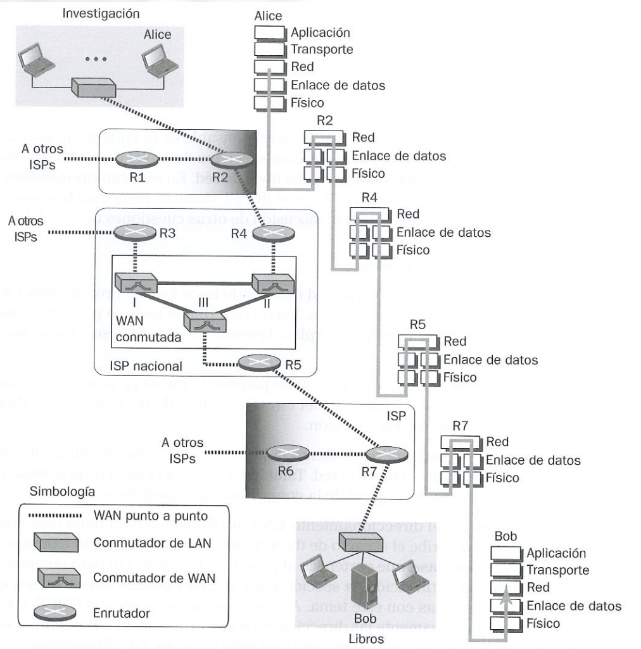 Investigación
Alice
Alice
Aplicación
Transporte
Red
Enlace de datos
Físico
R2
Red
Enlace de datos
Físico
A otros
ISPs
R1
R2
R4
Red
Enlace de datos
Físico
A otros
ISPs
R3
R4
I
III
II
WAN
conmutada
ISP nacional
R5
R5
Red
Enlace de datos
Físico
ISP
A otros
ISPs
R6
R7
R7
Red
Enlace de datos
Físico
Simbología
WAN punto a punto
Conmutador de LAN
Conmutador de WAN
Enrutador
Bob
Libros
Bob
Aplicación
Transporte
Red
Enlace de datos
Físico